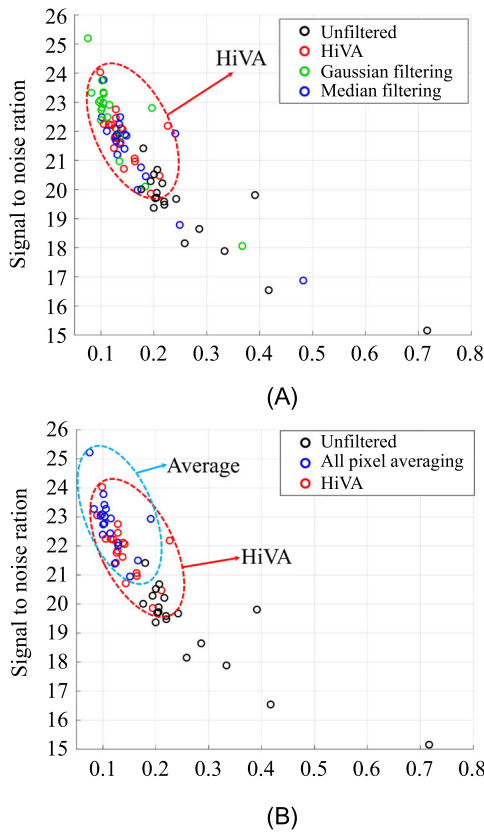 26
25
24
23
22
21
20
19
18
17
16
15
Signal to noise ration
Unfiltered
HiVA
Gaussian filtering
Median filtering
HiVA
0.1 0.2 0.3 0.4 0.5 0.6 0.7 0.8
(A)
26
25
24
23
22
21
20
19
18
17
16
15
Signal to noise ration
Unfiltered
All pixel averaging
HiVA
Average
HiVA
0.1 0.2 0.3 0.4 0.5 0.6 0.7 0.8
(B)